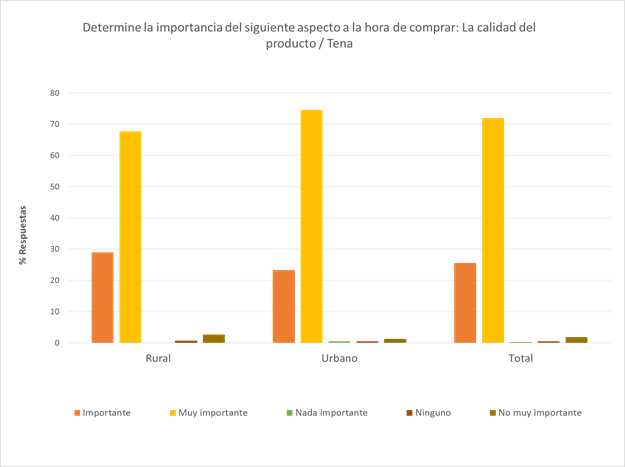 Determine la importancia del siguiente aspecto a la hora de comprar: La calidad del
producto / Tena
80
70
60
50
40
30
20
10
0
% Respuestas
Rural
Urbano
Total
Importante
Muy importante
Nada importante
Ninguno
No muy importante